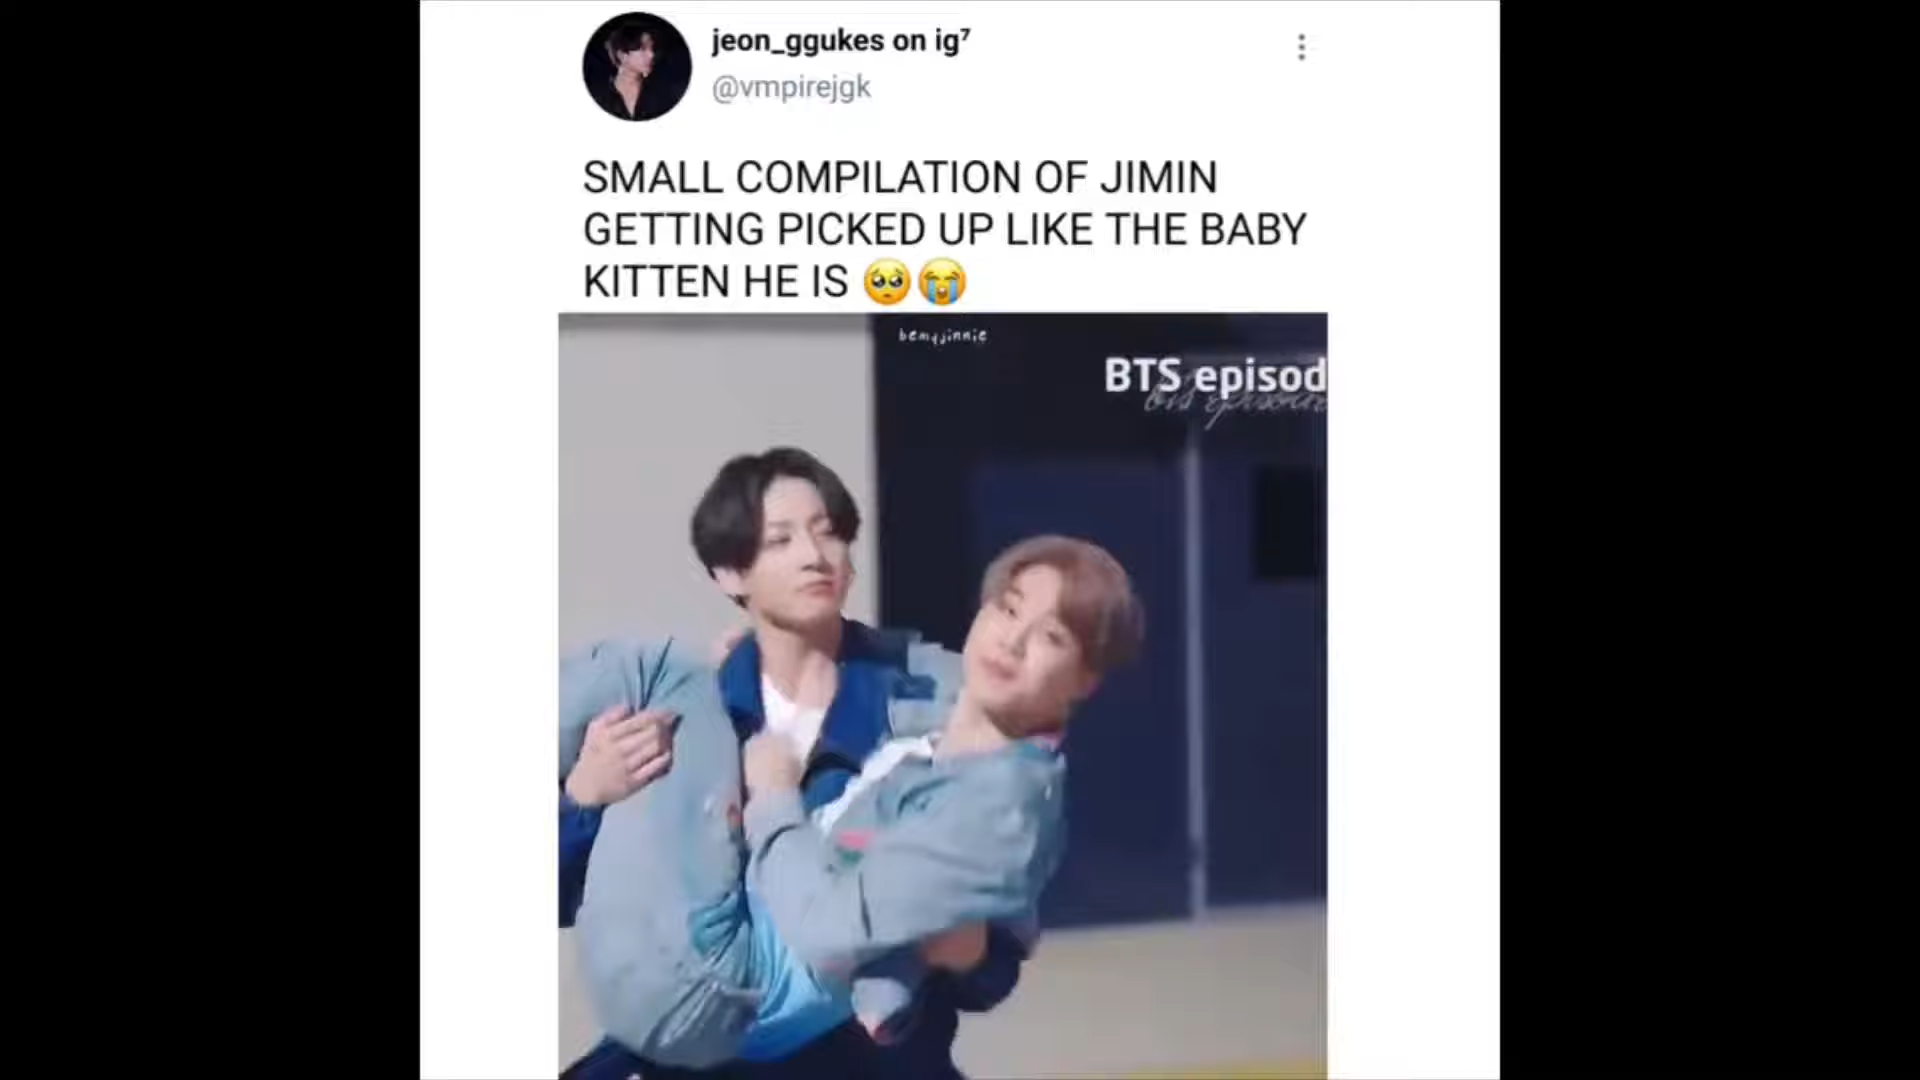 jeon_ggukes on ig⁷
@vmpirejgk
SMALL COMPILATION OF JIMIN
GETTING PICKED UP LIKE THE BABY
KITTEN HE IS 🥺😭
bemyjinnie
BTS episod